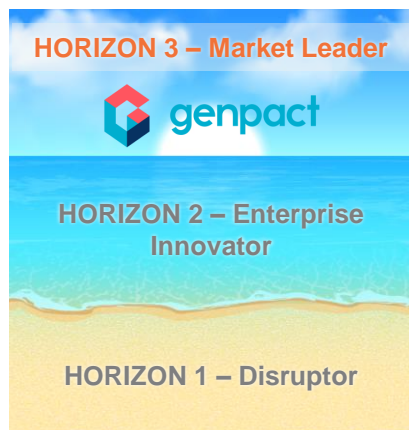 HORIZON 3 – Market Leader
genpact
HORIZON 2 – Enterprise
Innovator
HORIZON 1 – Disruptor